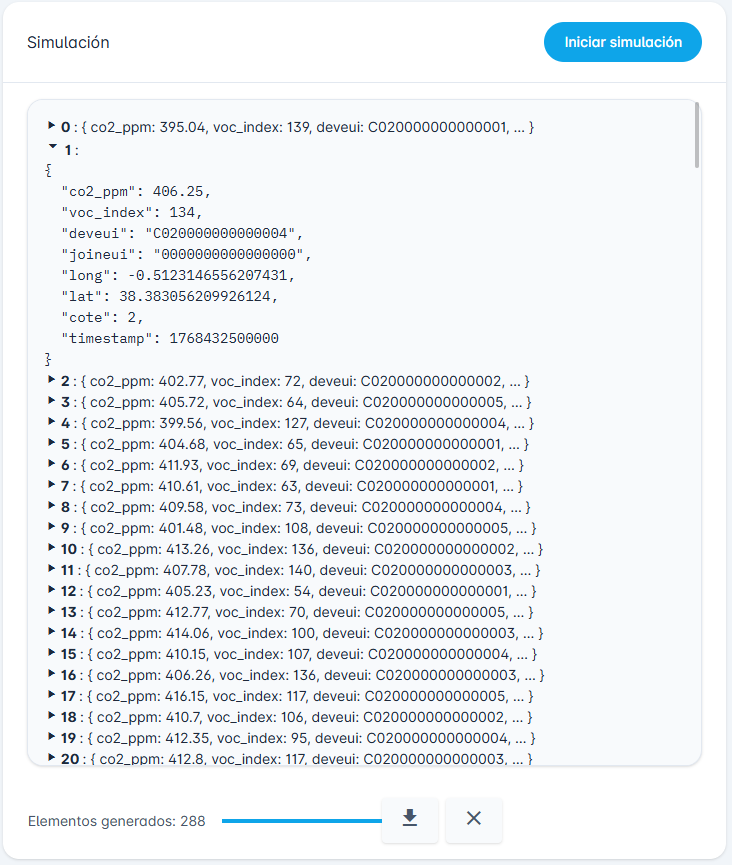 Simulación
Iniciar simulación
0 : { co2_ppm: 395.04, voc_index: 139, deveui: C020000000000001, ... }
1 :
{
"co2_ppm": 406.25,
"voc_index": 134,
"deveui": "C020000000000004",
"joineui": "0000000000000000",
"long": -0.5123146556207431,
"lat": 38.383056209926124,
"cote": 2,
"timestamp": 1768432500000
}
2 : { co2_ppm: 402.77, voc_index: 72, deveui: C020000000000002, ... }
3 : { co2_ppm: 405.72, voc_index: 64, deveui: C020000000000005, ... }
4 : { co2_ppm: 399.56, voc_index: 127, deveui: C020000000000004, ... }
5 : { co2_ppm: 404.68, voc_index: 65, deveui: C020000000000001, ... }
6 : { co2_ppm: 411.93, voc_index: 69, deveui: C020000000000002, ... }
7 : { co2_ppm: 410.61, voc_index: 63, deveui: C020000000000001, ... }
8 : { co2_ppm: 409.58, voc_index: 73, deveui: C020000000000004, ... }
9 : { co2_ppm: 401.48, voc_index: 108, deveui: C020000000000005, ... }
10 : { co2_ppm: 413.26, voc_index: 136, deveui: C020000000000002, ... }
11 : { co2_ppm: 407.78, voc_index: 140, deveui: C020000000000003, ... }
12 : { co2_ppm: 405.23, voc_index: 54, deveui: C020000000000001, ... }
13 : { co2_ppm: 412.77, voc_index: 70, deveui: C020000000000005, ... }
14 : { co2_ppm: 414.06, voc_index: 100, deveui: C020000000000003, ... }
15 : { co2_ppm: 410.15, voc_index: 107, deveui: C020000000000004, ... }
16 : { co2_ppm: 406.26, voc_index: 136, deveui: C020000000000003, ... }
17 : { co2_ppm: 416.15, voc_index: 117, deveui: C020000000000005, ... }
18 : { co2_ppm: 410.7, voc_index: 106, deveui: C020000000000002, ... }
19 : { co2_ppm: 412.35, voc_index: 95, deveui: C020000000000004, ... }
20 : { co2_ppm: 412.8, voc_index: 117, deveui: C020000000000003, ... }
Elementos generados: 288